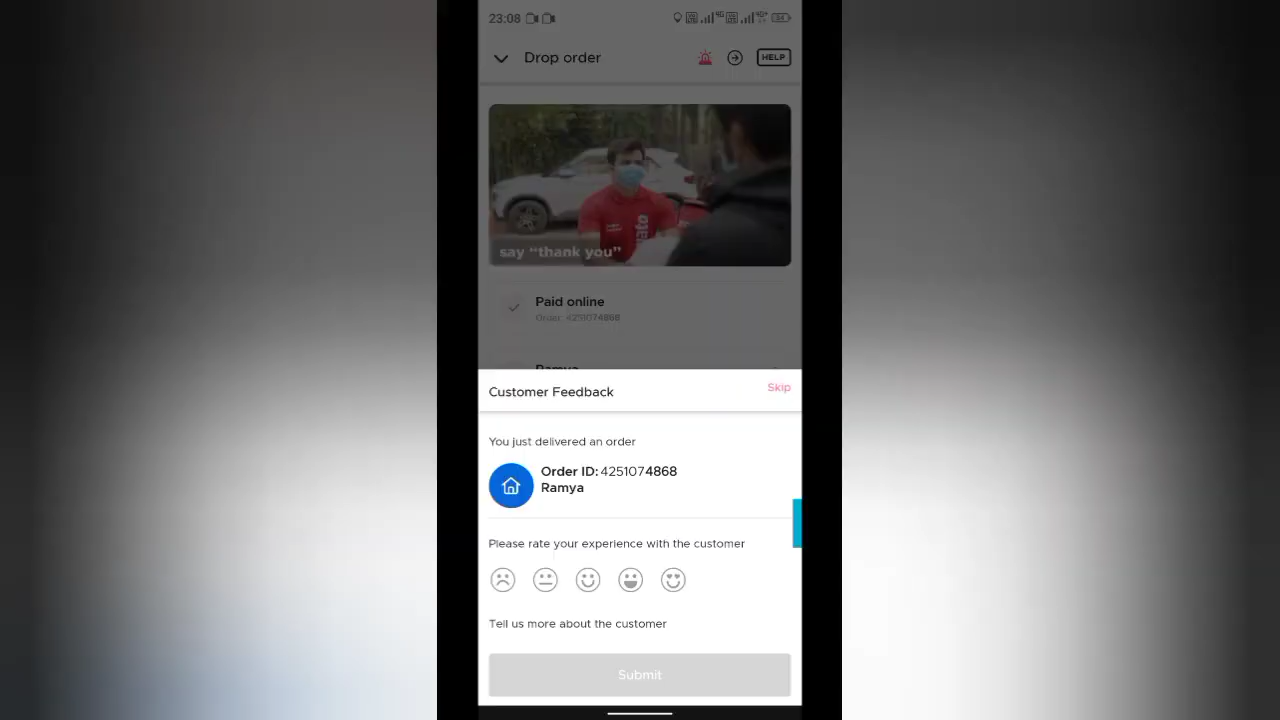 23:08
Drop order
HELP
say “thank you”
Paid online
Order: 4251074868
Ramya
Customer Feedback
Skip
You just delivered an order
Order ID: 4251074868
Ramya
Please rate your experience with the customer
Tell us more about the customer
Submit